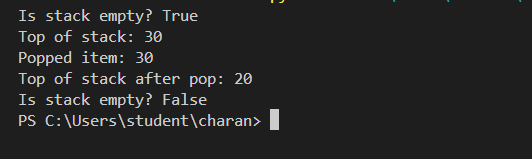 Is stack empty? True
Top of stack: 30
Popped item: 30
Top of stack after pop: 20
Is stack empty? False
PS C:\Users\student\charan>